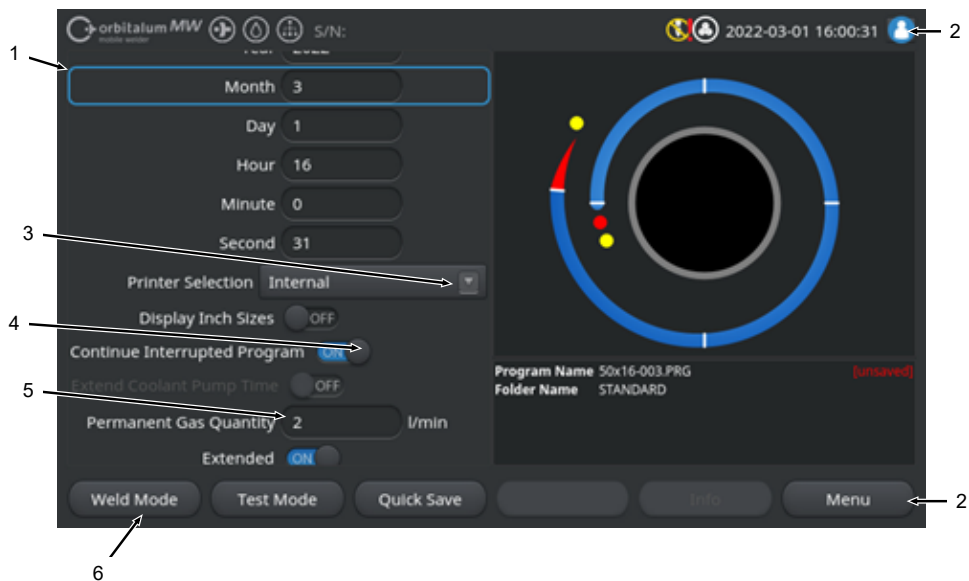 orbitalum MW
mobile welder
S/N:
2022-03-01 16:00:31
2
1
Year 2022
Month 3
Day 1
Hour 16
Minute 0
Second 31
3
Printer Selection Internal
Display Inch Sizes OFF
4
Continue Interrupted Program ON
Extend Coolant Pump Time OFF
5
Permanent Gas Quantity 2 l/min
Extended ON
Program Name 50x16-003.PRG [unsaved]
Folder Name STANDARD
Weld Mode
Test Mode
Quick Save
Info
Menu
2
6